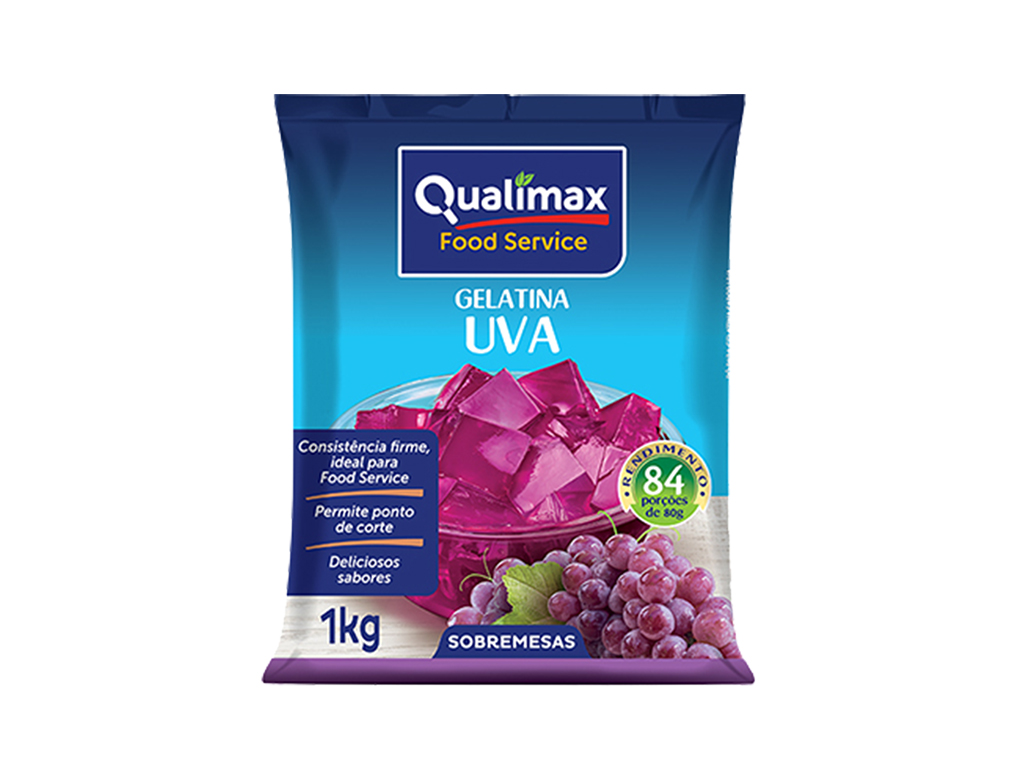 Qualimax
Food Service
GELATINA
UVA
Consistência firme,
ideal para
Food Service
Permite ponto
de corte
Deliciosos
sabores
RENDIMENTO
84
porções
de 80g
1kg
SOBREMESAS